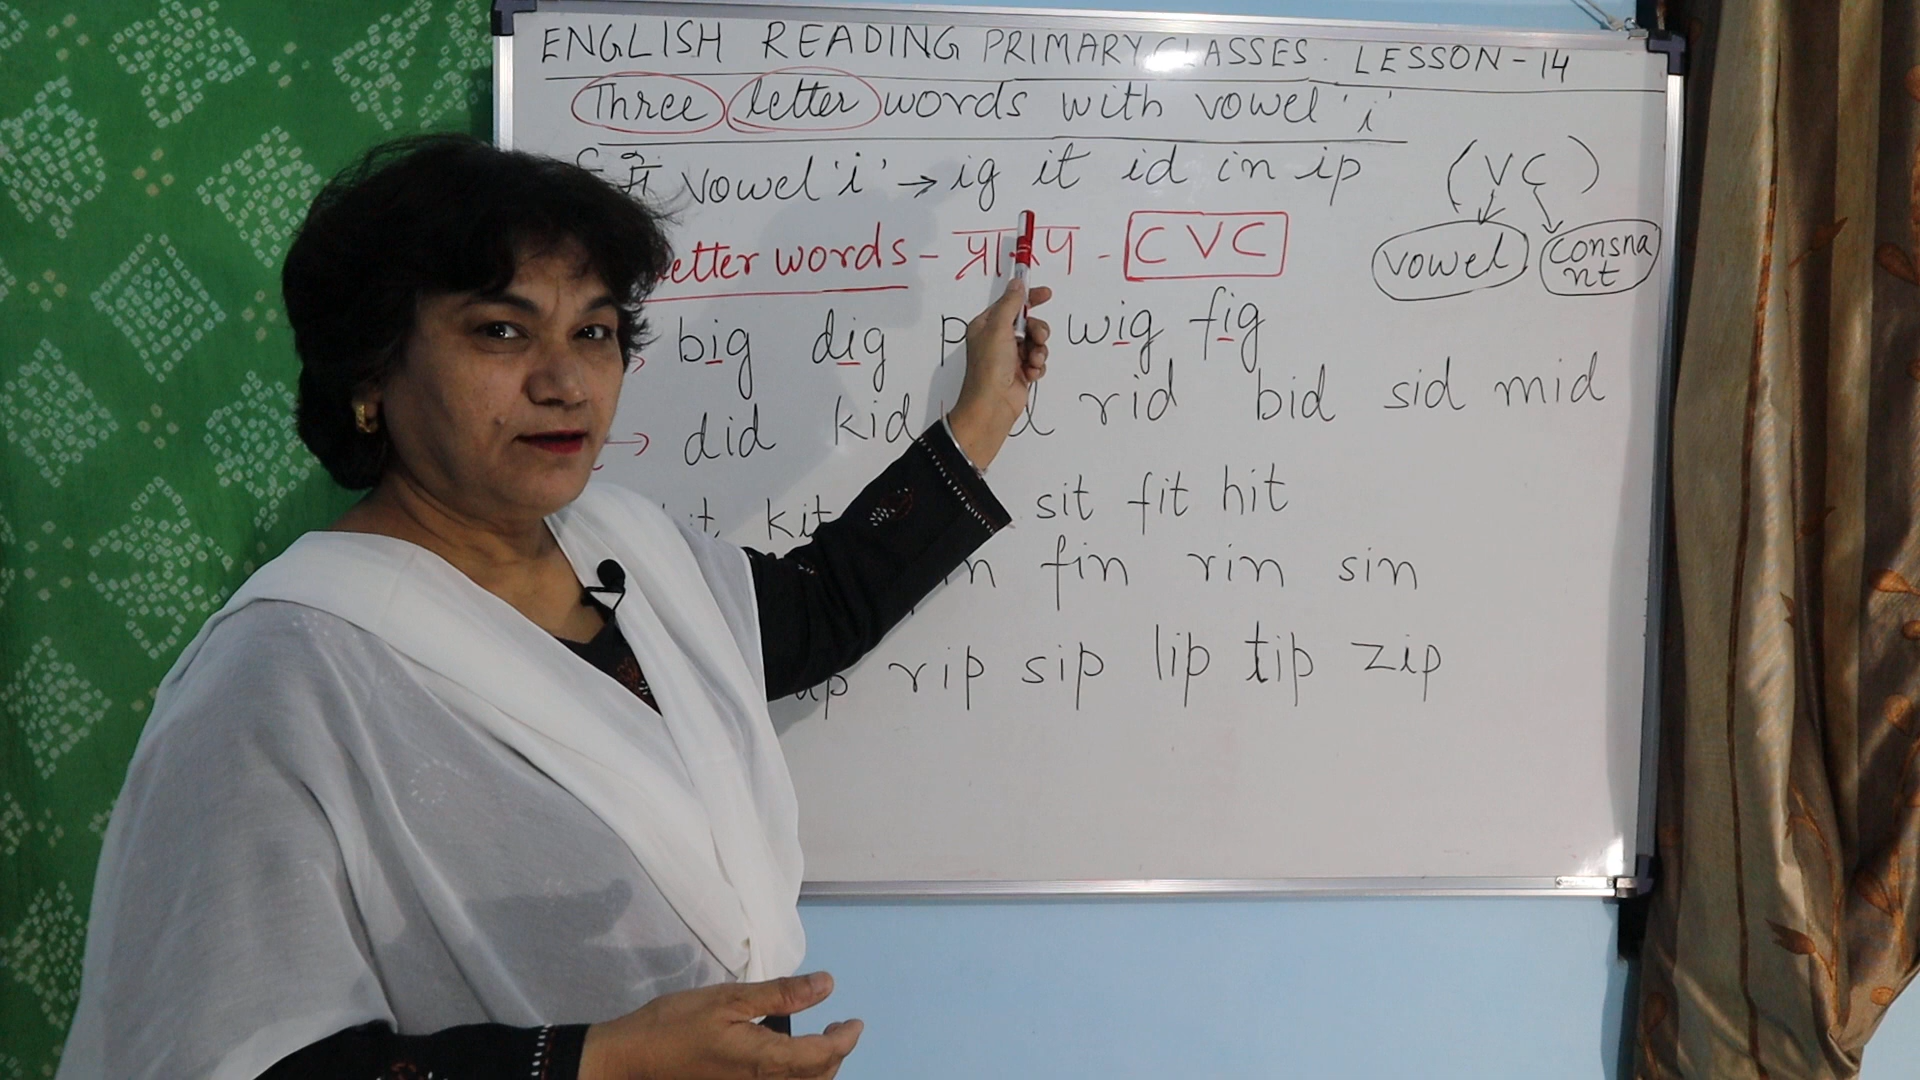 ENGLISH READING PRIMARY CLASSES. LESSON-14
Three letter words with vowel 'i'
में vowel 'i' → ig it id in ip (VC)
vowel consnant
letter words - - CVC
→ big dig wig fig
→ did kid rid bid sid mid
kit sit fit hit
fin rin sin
rip sip lip tip zip